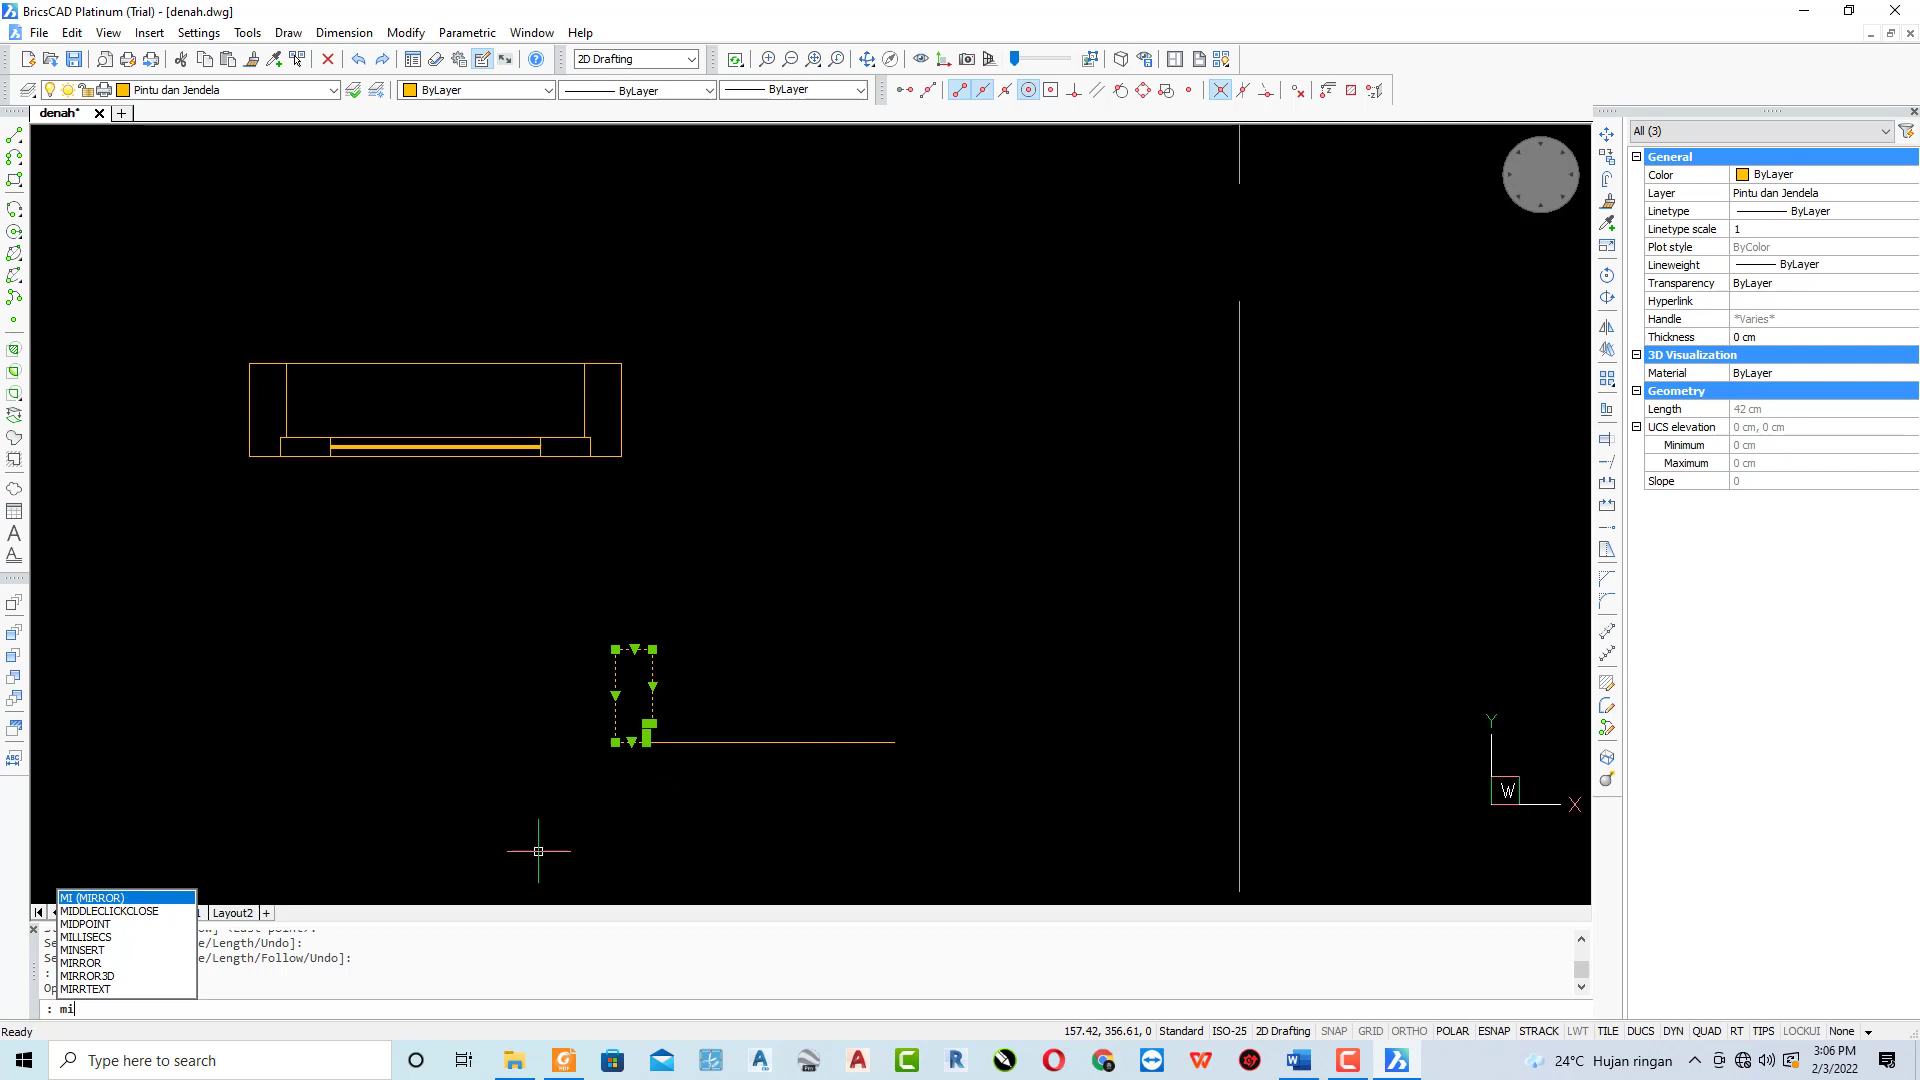 BricsCAD Platinum (Trial) - [denah.dwg]
File Edit View Insert Settings Tools Draw Dimension Modify Parametric Window Help
2D Drafting
Pintu dan Jendela
ByLayer
ByLayer
ByLayer
denah*
All (3)
General
Color ByLayer
Layer Pintu dan Jendela
Linetype ByLayer
Linetype scale 1
Plot style ByColor
Lineweight ByLayer
Transparency ByLayer
Hyperlink
Handle *Varies*
Thickness 0 cm
3D Visualization
Material ByLayer
Geometry
Length 42 cm
UCS elevation 0 cm, 0 cm
Minimum 0 cm
Maximum 0 cm
Slope 0
Y
W
X
MI (MIRROR)
MIDDLECLICKCLOSE
MIDPOINT
MILLISECS
MINSERT
MIRROR
MIRROR3D
MIRRTEXT
Layout2
e/Length/Undo]:
e/Length/Follow/Undo]:
:
: mi
Ready
157.42, 356.61, 0 Standard ISO-25 2D Drafting SNAP GRID ORTHO POLAR ESNAP STRACK LWT TILE DUCS DYN QUAD RT TIPS LOCKUI None
Type here to search
24°C Hujan ringan
3:06 PM
2/3/2022